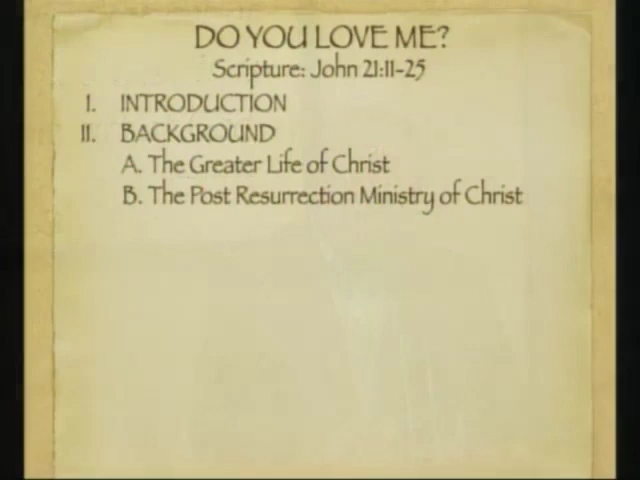 DO YOU LOVE ME?
Scripture: John 21:11-25
I. INTRODUCTION
II. BACKGROUND
A. The Greater Life of Christ
B. The Post Resurrection Ministry of Christ